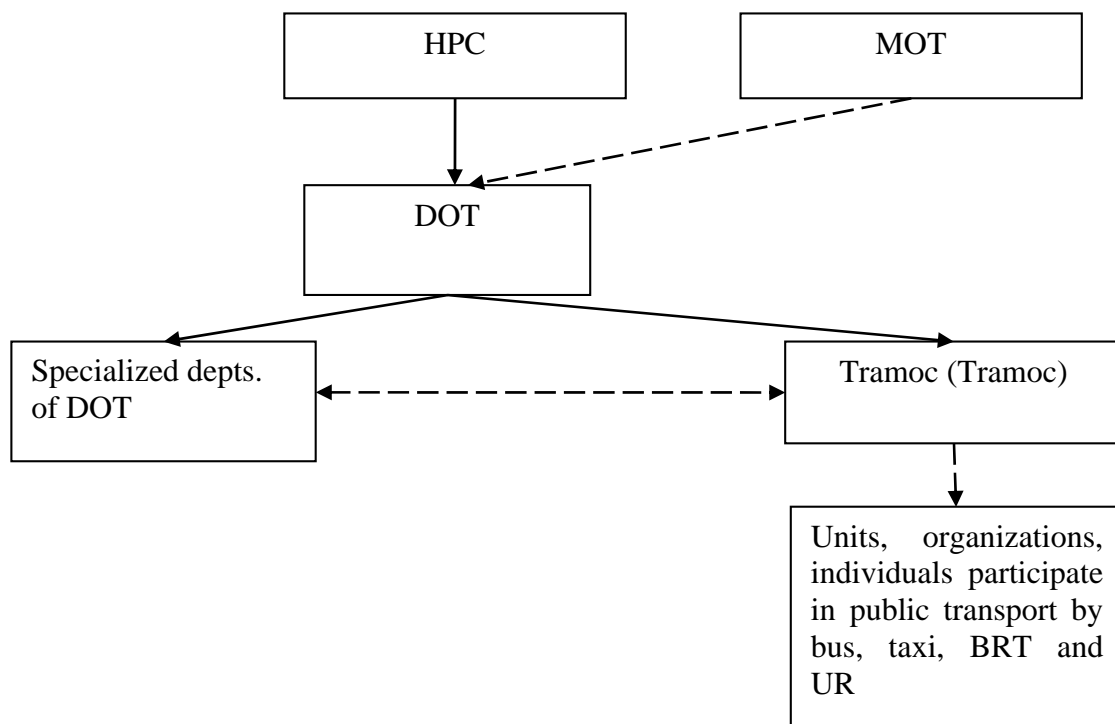 HPC
MOT
DOT
Specialized depts.
of DOT
Tramoc (Tramoc)
Units, organizations,
individuals participate
in public transport by
bus, taxi, BRT and
UR